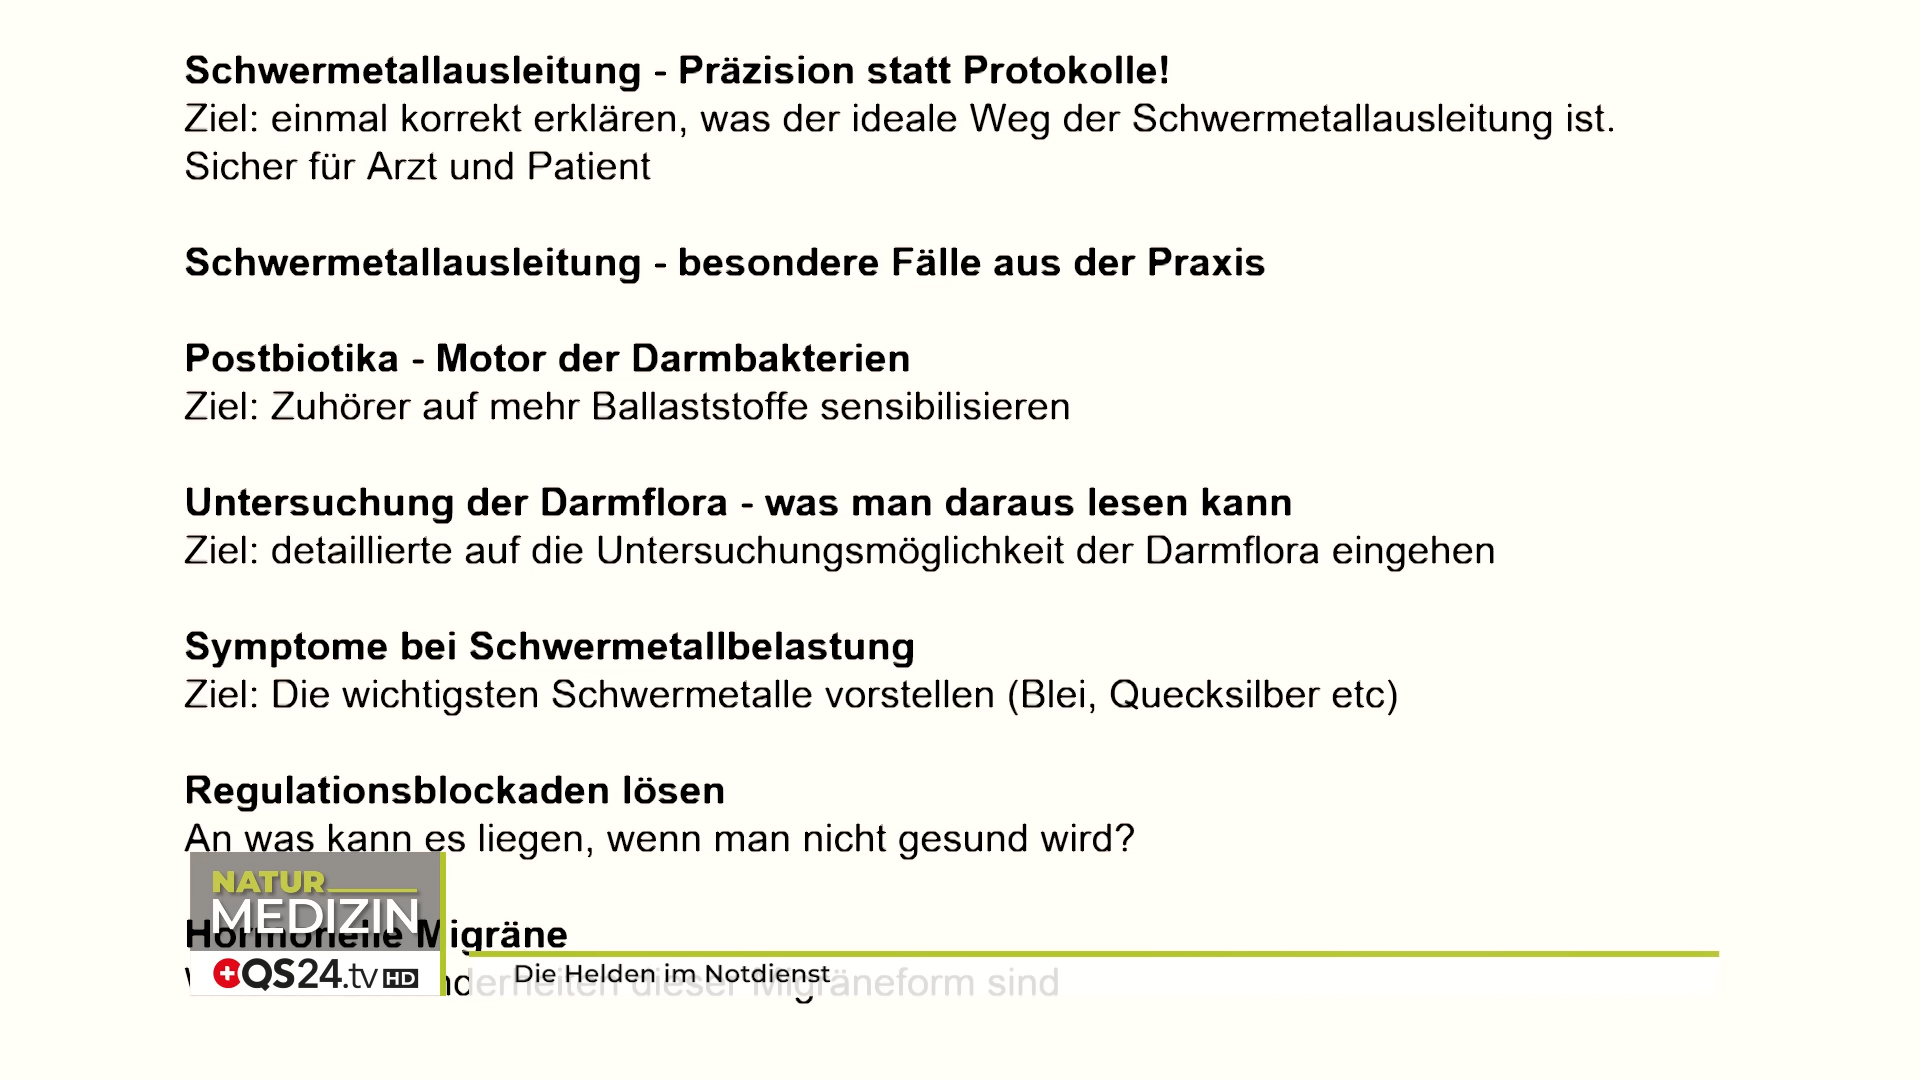 Schwermetallausleitung - Präzision statt Protokolle!
Ziel: einmal korrekt erklären, was der ideale Weg der Schwermetallausleitung ist.
Sicher für Arzt und Patient
Schwermetallausleitung - besondere Fälle aus der Praxis
Postbiotika - Motor der Darmbakterien
Ziel: Zuhörer auf mehr Ballaststoffe sensibilisieren
Untersuchung der Darmflora - was man daraus lesen kann
Ziel: detaillierte auf die Untersuchungsmöglichkeit der Darmflora eingehen
Symptome bei Schwermetallbelastung
Ziel: Die wichtigsten Schwermetalle vorstellen (Blei, Quecksilber etc)
Regulationsblockaden lösen
An was kann es liegen, wenn man nicht gesund wird?
Hormonelle Migräne
dieser Migräneform sind
NATUR
MEDIZIN
QS24.tv HD
Die Helden im Notdienst